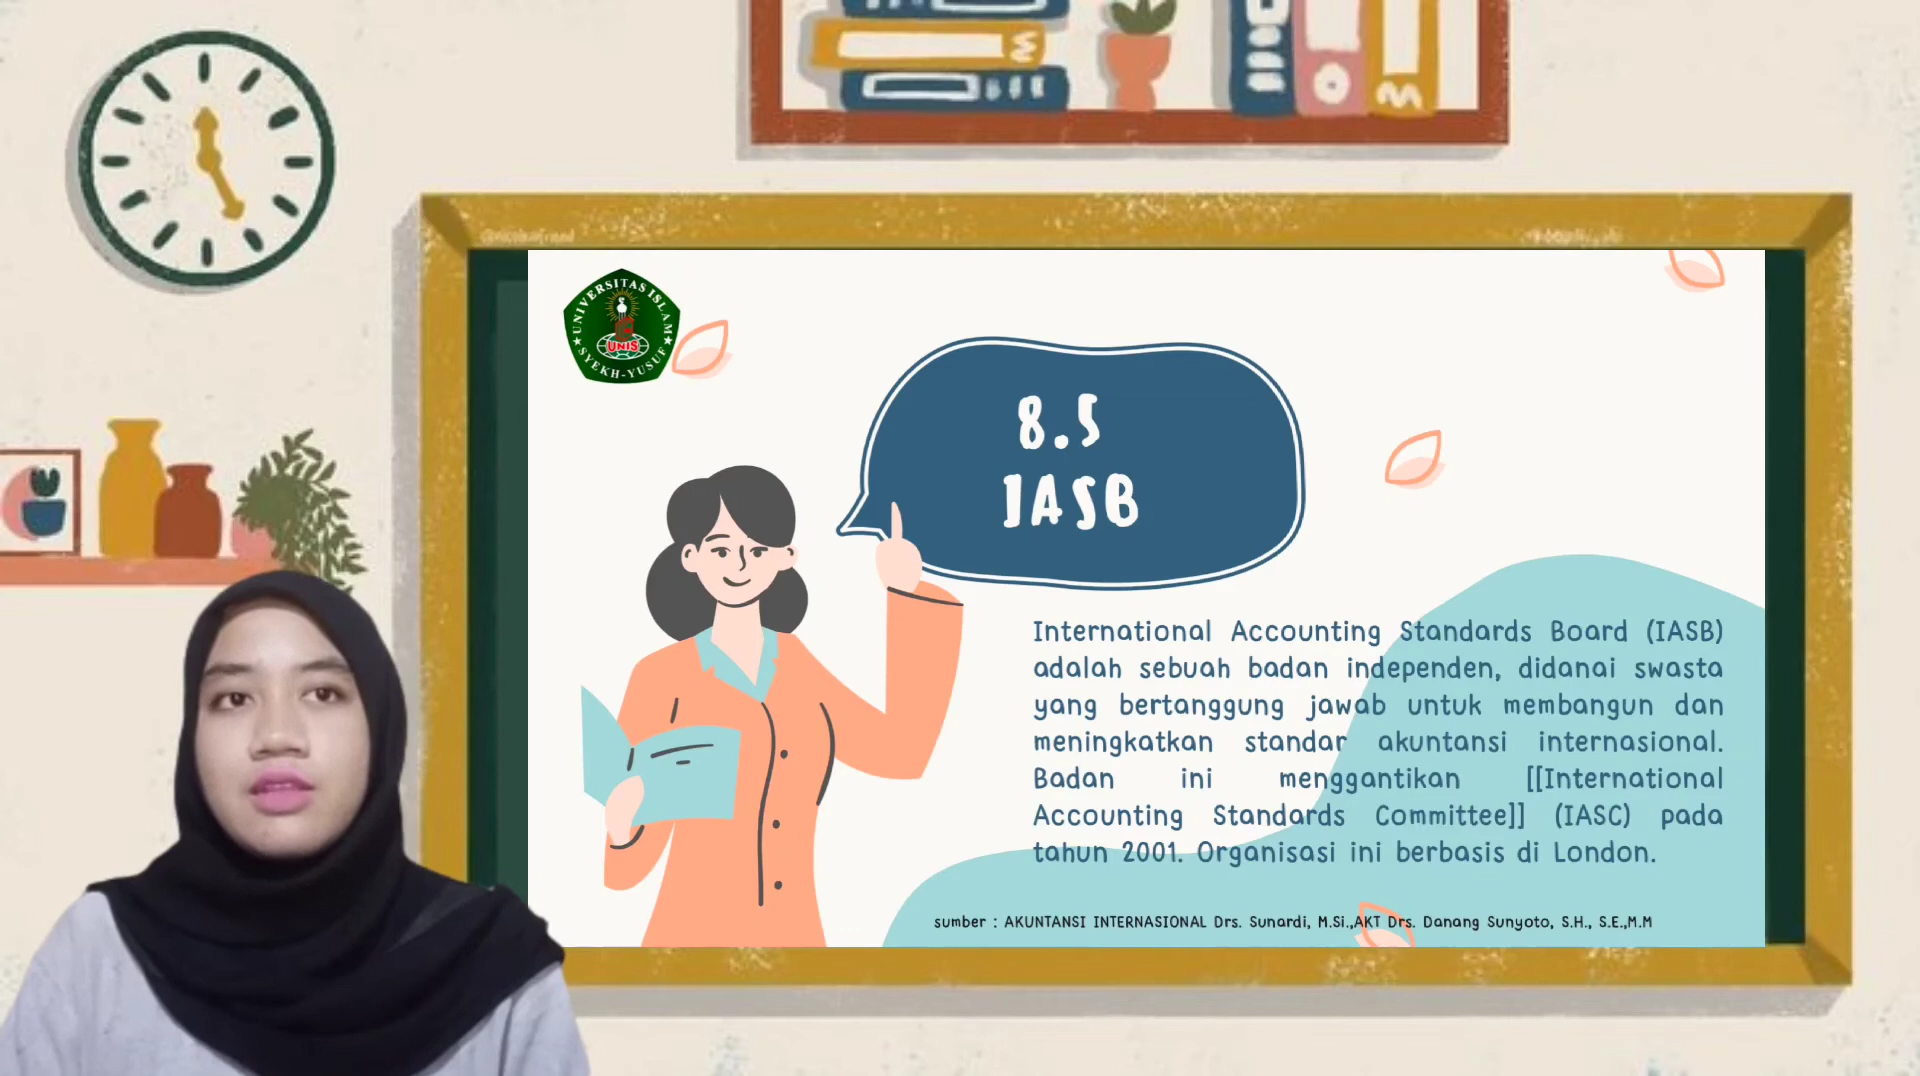 UNIVERSITAS ISLAM
UNIS
SYEKH-YUSUF
8.5
IASB
International Accounting Standards Board (IASB)
adalah sebuah badan independen, didanai swasta
yang bertanggung jawab untuk membangun dan
meningkatkan standar akuntansi internasional.
Badan ini menggantikan [[International
Accounting Standards Committee]] (IASC) pada
tahun 2001. Organisasi ini berbasis di London.
sumber : AKUNTANSI INTERNASIONAL Drs. Sunardi, M.Si.,AKT Drs. Danang Sunyoto, S.H., S.E.,M.M